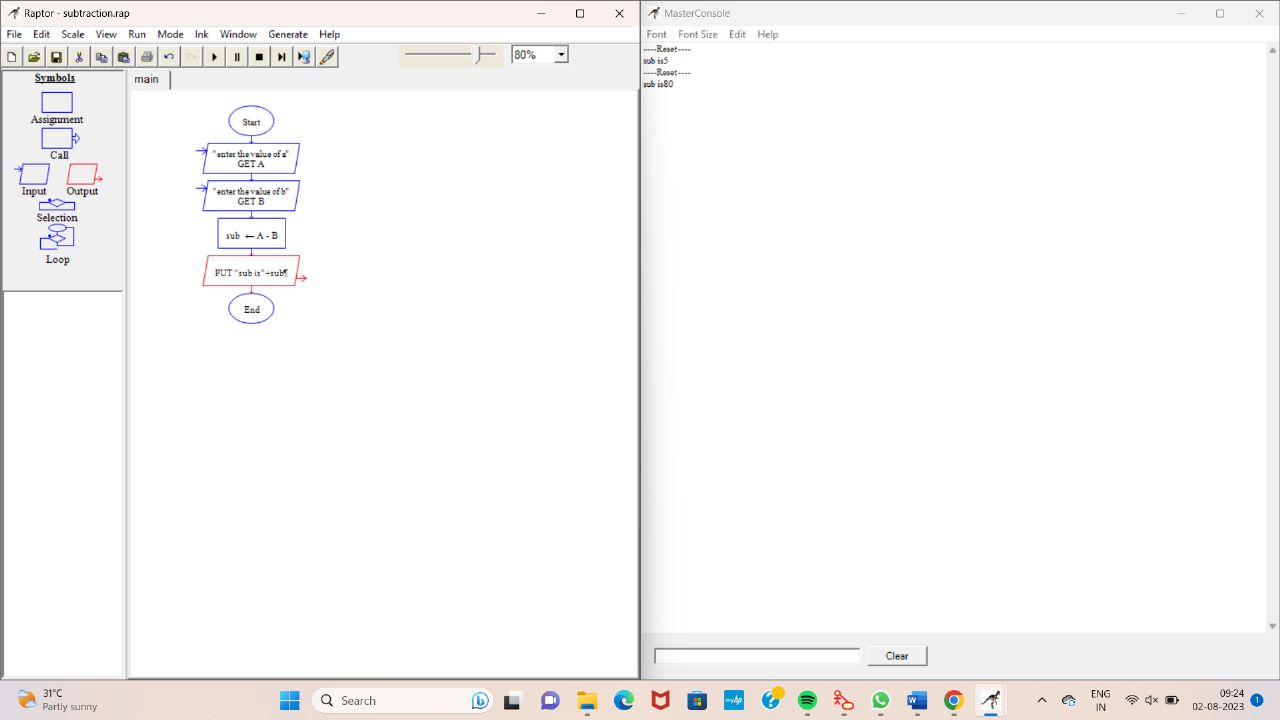 Raptor - subtraction.rap
File Edit Scale View Run Mode Ink Window Generate Help
80%
Symbols
Assignment
Call
Input Output
Selection
Loop
main
Start
"enter the value of a"
GET A
"enter the value of b"
GET B
sub ← A - B
PUT "sub is"+sub¶
End
MasterConsole
Font Font Size Edit Help
----Reset----
sub is5
----Reset----
sub is80
Clear
31°C
Partly sunny
Search
myhp
ENG
IN
09:24
02-08-2023
1